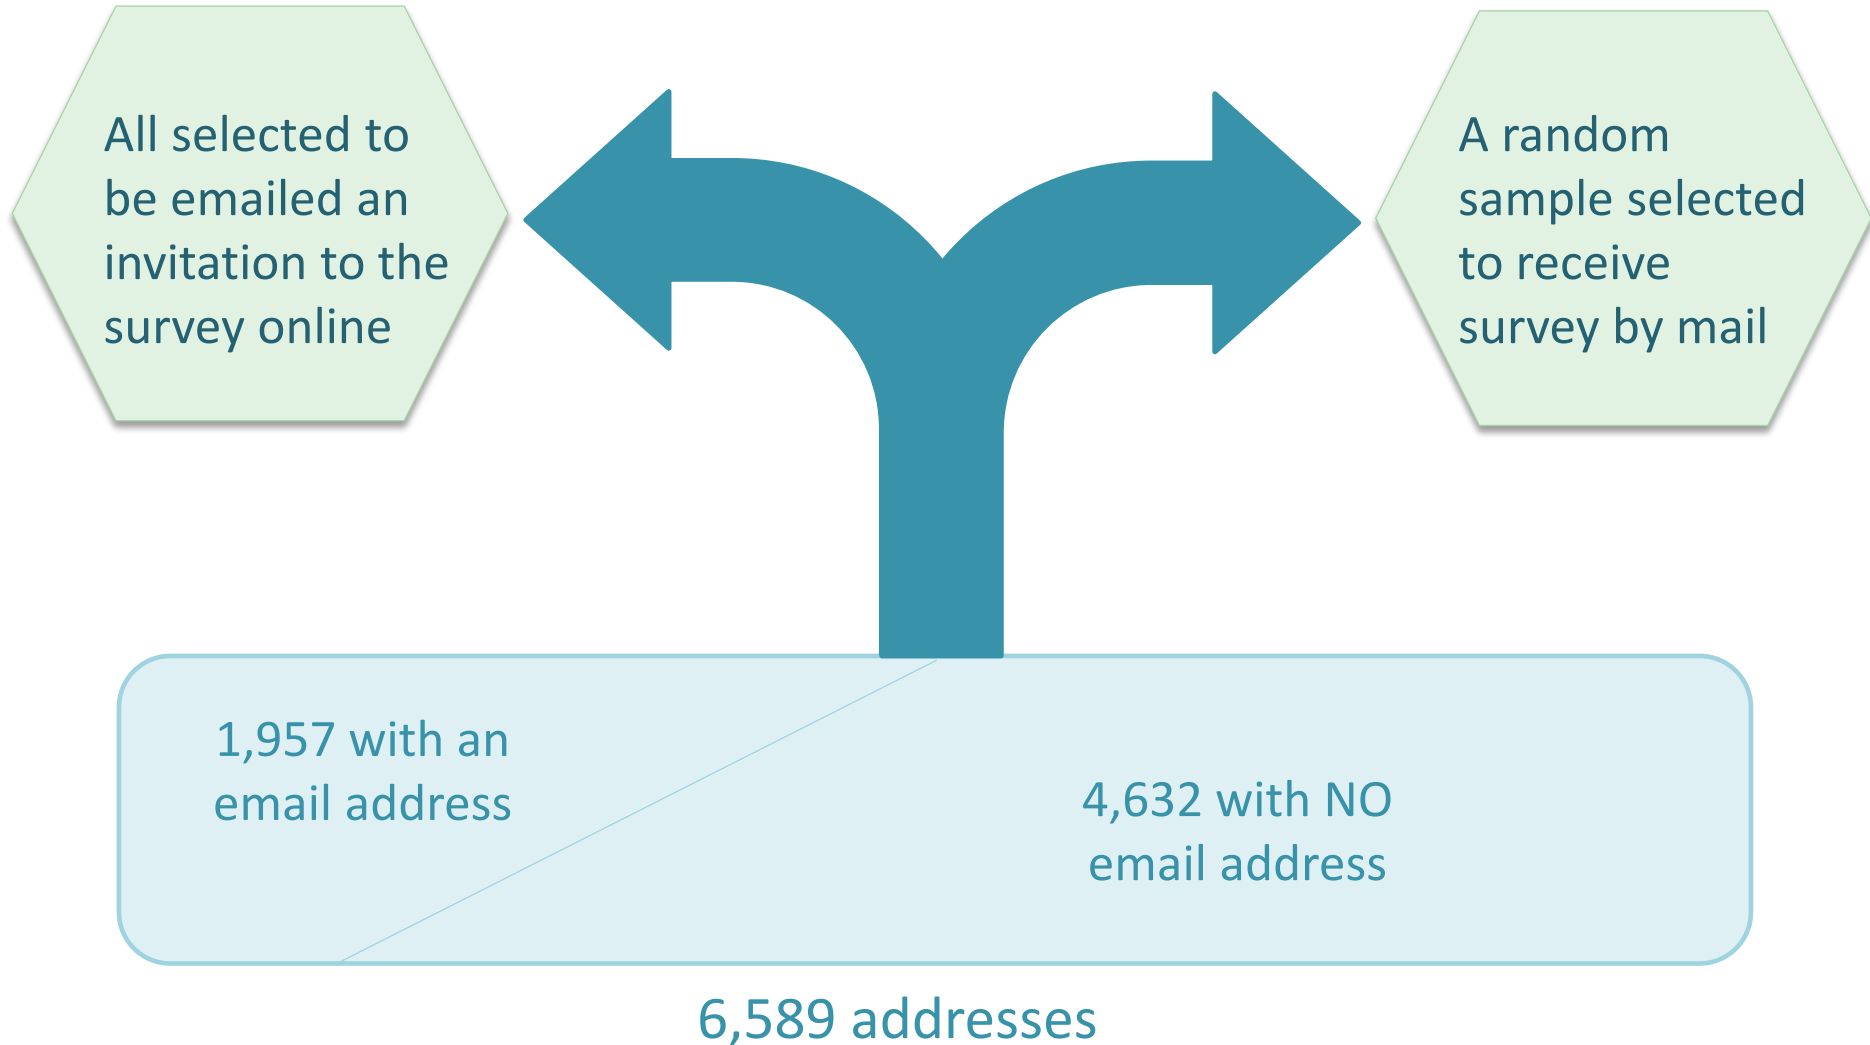 All selected to
be emailed an
invitation to the
survey online
A random
sample selected
to receive
survey by mail
1,957 with an
email address
4,632 with NO
email address
6,589 addresses